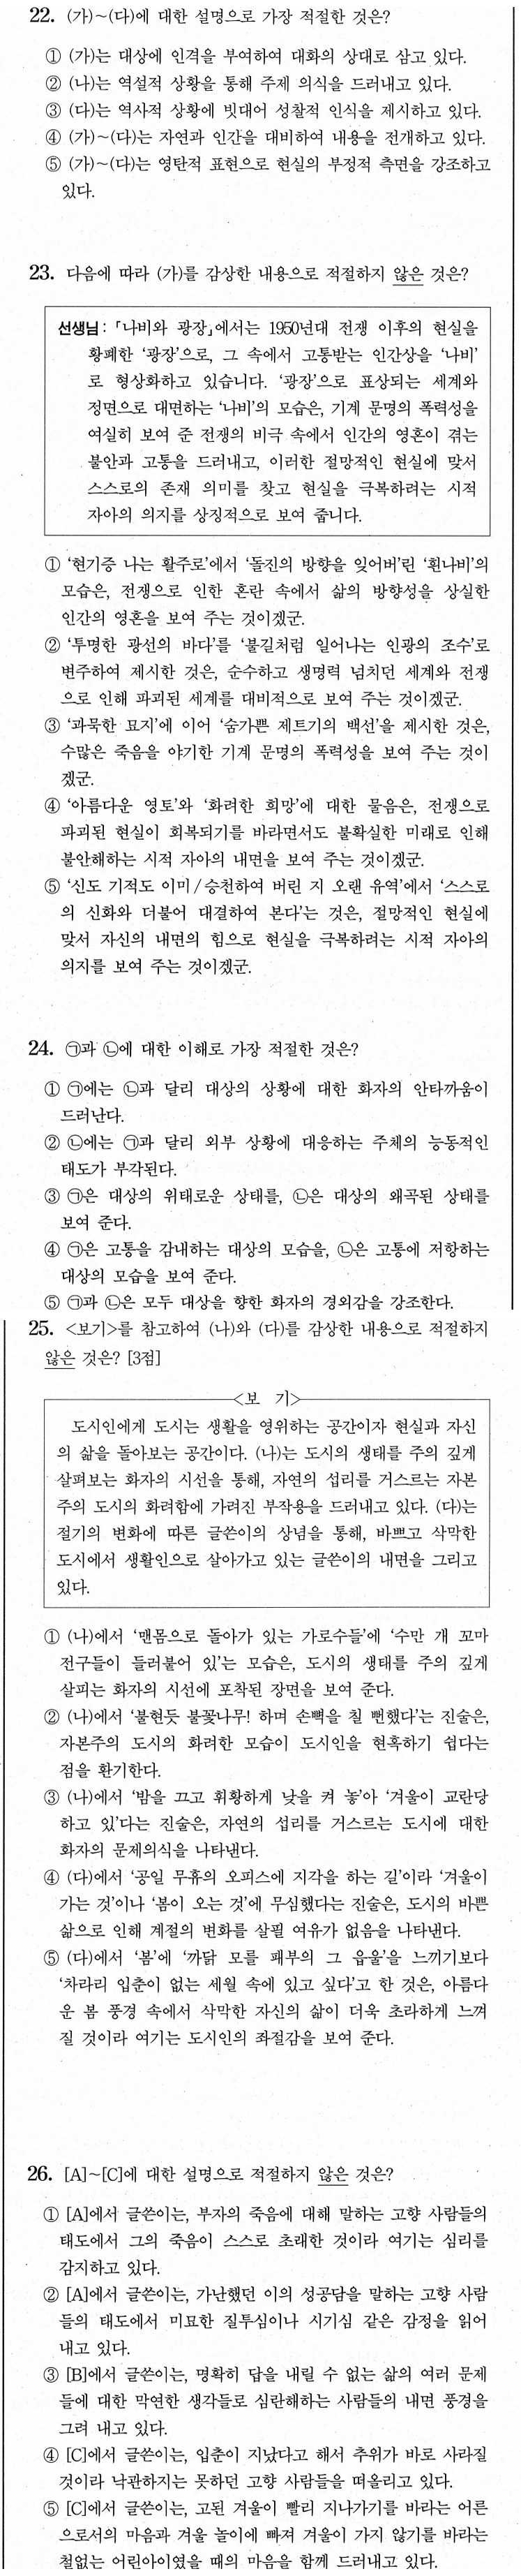 22. (가)~(다)에 대한 설명으로 가장 적절한 것은?
① (가)는 대상에 인격을 부여하여 대화의 상대로 삼고 있다.
② (나)는 역설적 상황을 통해 주제 의식을 드러내고 있다.
③ (다)는 역사적 상황에 빗대어 성찰적 인식을 제시하고 있다.
④ (가)~(다)는 자연과 인간을 대비하여 내용을 전개하고 있다.
⑤ (가)~(다)는 영탄적 표현으로 현실의 부정적 측면을 강조하고
있다.
23. 다음에 따라 (가)를 감상한 내용으로 적절하지 않은 것은?
선생님: 「나비와 광장」에서는 1950년대 전쟁 이후의 현실을
황폐한 ‘광장’으로, 그 속에서 고통받는 인간상을 ‘나비’
로 형상화하고 있습니다. ‘광장’으로 표상되는 세계와
정면으로 대면하는 ‘나비’의 모습은, 기계 문명의 폭력성을
여실히 보여 준 전쟁의 비극 속에서 인간의 영혼이 겪는
불안과 고통을 드러내고, 이러한 절망적인 현실에 맞서
스스로의 존재 의미를 찾고 현실을 극복하려는 시적
자아의 의지를 상징적으로 보여 줍니다.
① ‘현기증 나는 활주로’에서 ‘돌진의 방향을 잊어버’린 ‘흰나비’의
모습은, 전쟁으로 인한 혼란 속에서 삶의 방향성을 상실한
인간의 영혼을 보여 주는 것이겠군.
② ‘투명한 광선의 바다’를 ‘불길처럼 일어나는 인광의 조수’로
변주하여 제시한 것은, 순수하고 생명력 넘치던 세계와 전쟁
으로 인해 파괴된 세계를 대비적으로 보여 주는 것이겠군.
③ ‘과묵한 묘지’에 이어 ‘숨가쁜 제트기의 백선’을 제시한 것은,
수많은 죽음을 야기한 기계 문명의 폭력성을 보여 주는 것이
겠군.
④ ‘아름다운 영토’와 ‘화려한 희망’에 대한 물음은, 전쟁으로
파괴된 현실이 회복되기를 바라면서도 불확실한 미래로 인해
불안해하는 시적 자아의 내면을 보여 주는 것이겠군.
⑤ ‘신도 기적도 이미 / 승천하여 버린 지 오랜 유역’에서 ‘스스로
의 신화와 더불어 대결하여 본다’는 것은, 절망적인 현실에
맞서 자신의 내면의 힘으로 현실을 극복하려는 시적 자아의
의지를 보여 주는 것이겠군.
24. ㉠과 ㉡에 대한 이해로 가장 적절한 것은?
① ㉠에는 ㉡과 달리 대상의 상황에 대한 화자의 안타까움이
드러난다.
② ㉡에는 ㉠과 달리 외부 상황에 대응하는 주체의 능동적인
태도가 부각된다.
③ ㉠은 대상의 위태로운 상태를, ㉡은 대상의 왜곡된 상태를
보여 준다.
④ ㉠은 고통을 감내하는 대상의 모습을, ㉡은 고통에 저항하는
대상의 모습을 보여 준다.
⑤ ㉠과 ㉡은 모두 대상을 향한 화자의 경외감을 강조한다.
25. <보기>를 참고하여 (나)와 (다)를 감상한 내용으로 적절하지
않은 것은? [3점]
<보 기>
도시인에게 도시는 생활을 영위하는 공간이자 현실과 자신
의 삶을 돌아보는 공간이다. (나)는 도시의 생태를 주의 깊게
살펴보는 화자의 시선을 통해, 자연의 섭리를 거스르는 자본
주의 도시의 화려함에 가려진 부작용을 드러내고 있다. (다)는
절기의 변화에 따른 글쓴이의 상념을 통해, 바쁘고 삭막한
도시에서 생활인으로 살아가고 있는 글쓴이의 내면을 그리고
있다.
① (나)에서 ‘맨몸으로 돌아가 있는 가로수들’에 ‘수만 개 꼬마
전구들이 들러붙어 있’는 모습은, 도시의 생태를 주의 깊게
살피는 화자의 시선에 포착된 장면을 보여 준다.
② (나)에서 ‘불현듯 불꽃나무! 하며 손뼉을 칠 뻔했다’는 진술은,
자본주의 도시의 화려한 모습이 도시인을 현혹하기 쉽다는
점을 환기한다.
③ (나)에서 ‘밤을 끄고 휘황하게 낮을 켜 놓’아 ‘겨울이 교란당
하고 있’다는 진술은, 자연의 섭리를 거스르는 도시에 대한
화자의 문제의식을 나타낸다.
④ (다)에서 ‘공일 무휴의 오피스에 지각을 하는 길’이라 ‘겨울이
가는 것’이나 ‘봄이 오는 것’에 무심했다는 진술은, 도시의 바쁜
삶으로 인해 계절의 변화를 살필 여유가 없음을 나타낸다.
⑤ (다)에서 ‘봄’에 ‘까닭 모를 폐부의 그 읍울’을 느끼기보다
‘차라리 입춘이 없는 세월 속에 있고 싶다’고 한 것은, 아름다
운 봄 풍경 속에서 삭막한 자신의 삶이 더욱 초라하게 느껴
질 것이라 여기는 도시인의 좌절감을 보여 준다.
26. [A]~[C]에 대한 설명으로 적절하지 않은 것은?
① [A]에서 글쓴이는, 부자의 죽음에 대해 말하는 고향 사람들의
태도에서 그의 죽음이 스스로 초래한 것이라 여기는 심리를
감지하고 있다.
② [A]에서 글쓴이는, 가난했던 이의 성공담을 말하는 고향 사람
들의 태도에서 미묘한 질투심이나 시기심 같은 감정을 읽어
내고 있다.
③ [B]에서 글쓴이는, 명확히 답을 내릴 수 없는 삶의 여러 문제
들에 대한 막연한 생각들로 심란해하는 사람들의 내면 풍경을
그려 내고 있다.
④ [C]에서 글쓴이는, 입춘이 지났다고 해서 추위가 바로 사라질
것이라 낙관하지는 못하던 고향 사람들을 떠올리고 있다.
⑤ [C]에서 글쓴이는, 고된 겨울이 빨리 지나가기를 바라는 어른
으로서의 마음과 겨울 놀이에 빠져 겨울이 가지 않기를 바라는
철없는 어린아이였을 때의 마음을 함께 드러내고 있다.